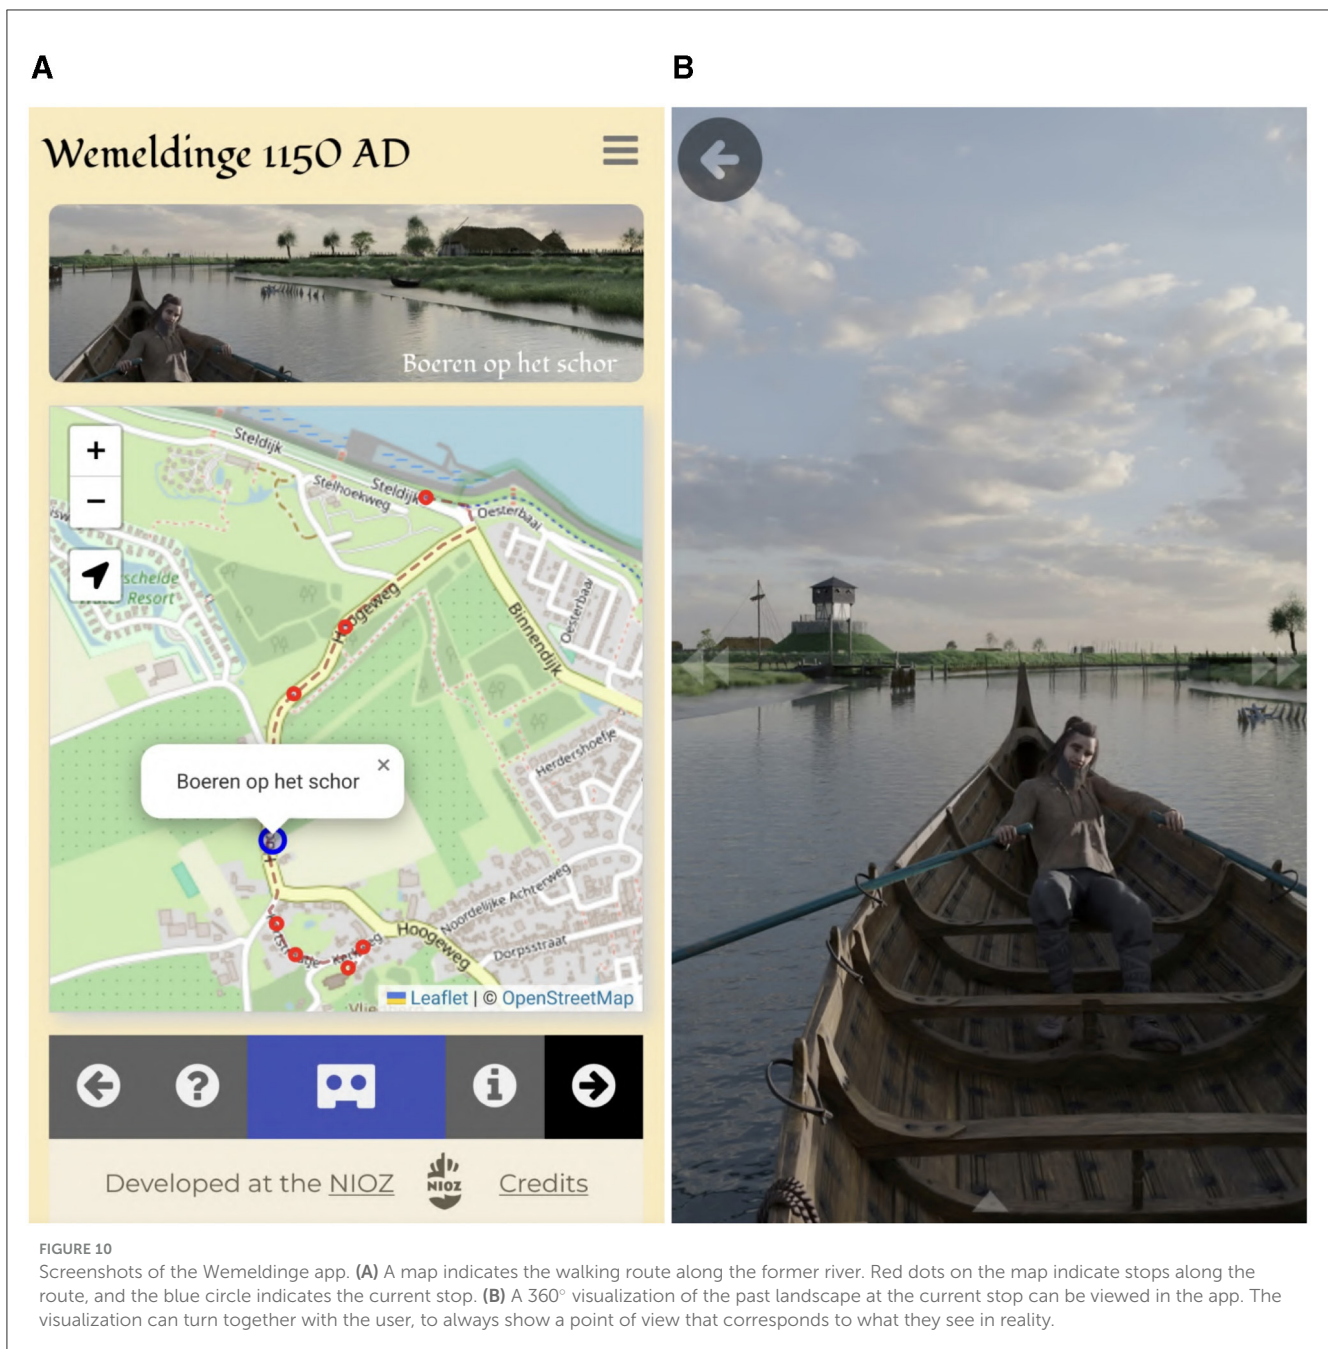 A
B
Wemeldinge 1150 AD
Boeren op het schor
+
−
Steldijk
Stelhoekweg
Steldijk
Oesterbaai
Oesterbaai
Hoogeweg
Binnendijk
Resort
Herdershoefje
Boeren op het schor ×
Noordelijke Achterweg
Hoogeweg
Dorpsstraat
Leaflet | © OpenStreetMap
Developed at the NIOZ
NIOZ
Credits
FIGURE 10
Screenshots of the Wemeldinge app. (A) A map indicates the walking route along the former river. Red dots on the map indicate stops along the
route, and the blue circle indicates the current stop. (B) A 360° visualization of the past landscape at the current stop can be viewed in the app. The
visualization can turn together with the user, to always show a point of view that corresponds to what they see in reality.